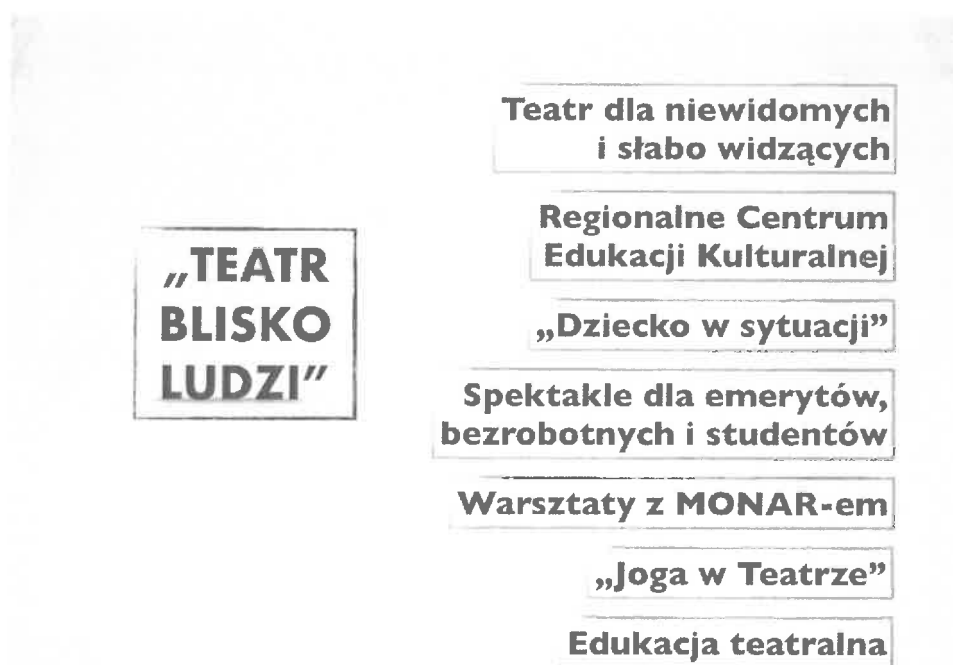 „TEATR
BLISKO
LUDZI”
Teatr dla niewidomych
i słabo widzących
Regionalne Centrum
Edukacji Kulturalnej
„Dziecko w sytuacji”
Spektakle dla emerytów,
bezrobotnych i studentów
Warsztaty z MONAR-em
„Joga w Teatrze”
Edukacja teatralna